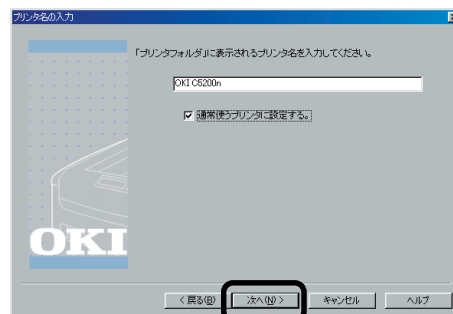 プリンタ名の入力
「プリンタフォルダ」に表示されるプリンタ名を入力してください。
OKI C5200n
通常使うプリンタに設定する。
OKI
< 戻る(B)
次へ(N) >
キャンセル
ヘルプ